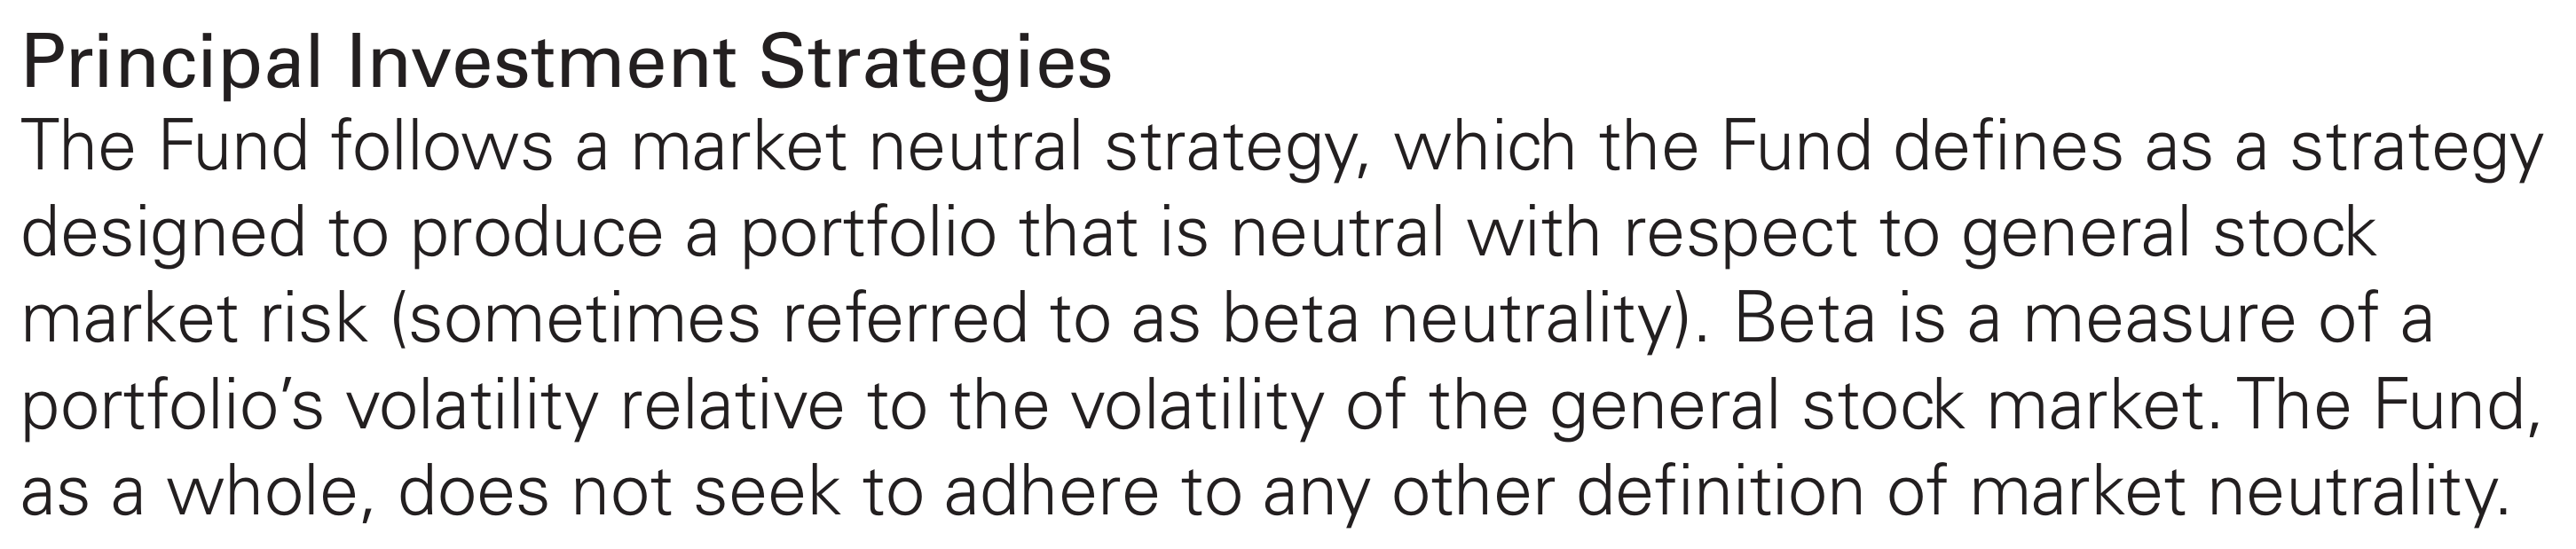 Principal Investment Strategies
The Fund follows a market neutral strategy, which the Fund defines as a strategy
designed to produce a portfolio that is neutral with respect to general stock
market risk (sometimes referred to as beta neutrality). Beta is a measure of a
portfolio’s volatility relative to the volatility of the general stock market. The Fund,
as a whole, does not seek to adhere to any other definition of market neutrality.